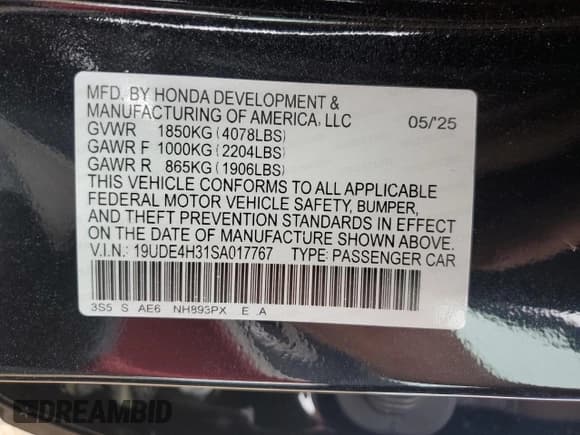 MFD. BY HONDA DEVELOPMENT &
MANUFACTURING OF AMERICA, LLC 05/'25
GVWR 1850KG (4078LBS)
GAWR F 1000KG (2204LBS)
GAWR R 865KG (1906LBS)
THIS VEHICLE CONFORMS TO ALL APPLICABLE
FEDERAL MOTOR VEHICLE SAFETY, BUMPER,
AND THEFT PREVENTION STANDARDS IN EFFECT
ON THE DATE OF MANUFACTURE SHOWN ABOVE.
V.I.N.: 19UDE4H31SA017767 TYPE: PASSENGER CAR
3S5 S AE6 NH893PX E .A
DREAMBID